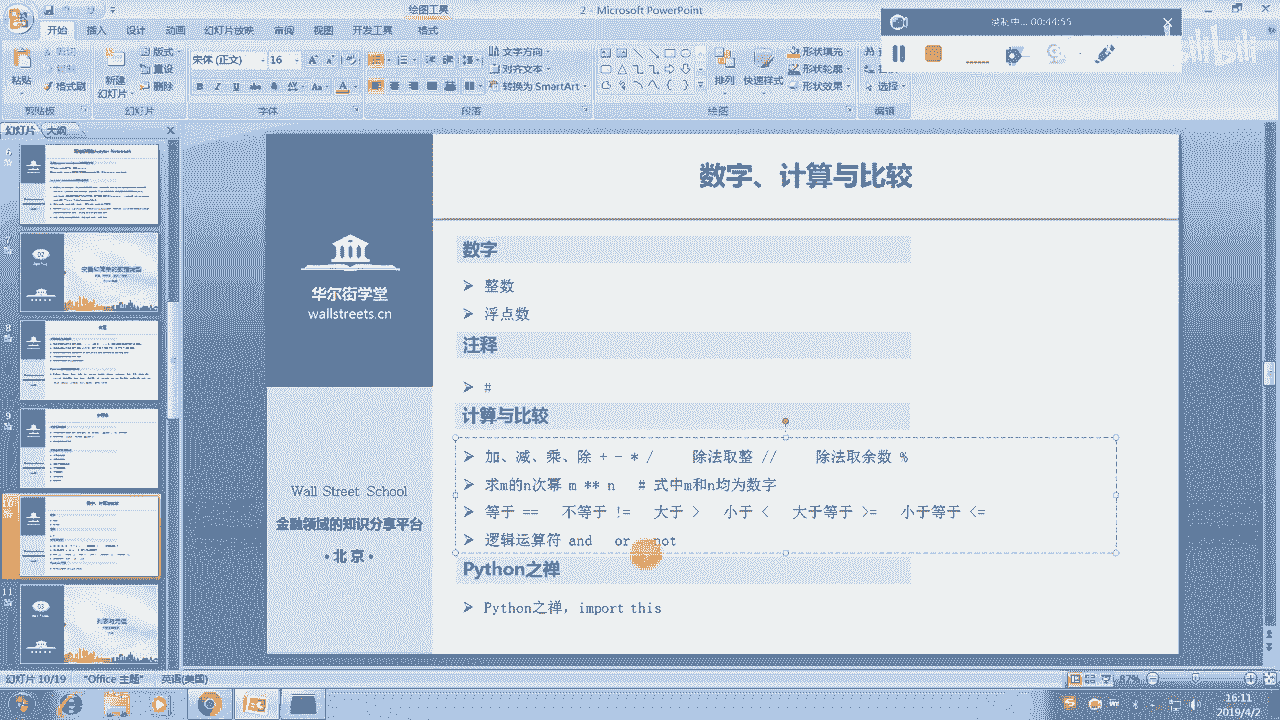 绘图工具
2 - Microsoft PowerPoint
录制中... 00:44:55
开始 插入 设计 动画 幻灯片放映 审阅 视图 开发工具 格式
粘贴
格式刷
剪贴板
新建
幻灯片
版式
重设
删除
幻灯片
宋体 (正文) 16
字体
文字方向
对齐文本
转换为 SmartArt
段落
排列 快速样式
形状填充
形状轮廓
形状效果
绘图
选择
编辑
幻灯片 大纲
8
9
10
11
华尔街学堂
wallstreets.cn
Wall Street School
金融领域的知识分享平台
北 京 •
数字、计算与比较
数字
整数
浮点数
注释
#
计算与比较
加、减、乘、除 + - * / 除法取整 // 除法取余数 %
求m的n次幂 m ** n # 式中m和n均为数字
等于 == 不等于 != 大于 > 小于 < 大于等于 >= 小于等于 <=
逻辑运算符 and or not
Python之禅
Python之禅，import this
幻灯片 10/19 "Office 主题" 英语(美国)
87%
16:11
2019/4/2